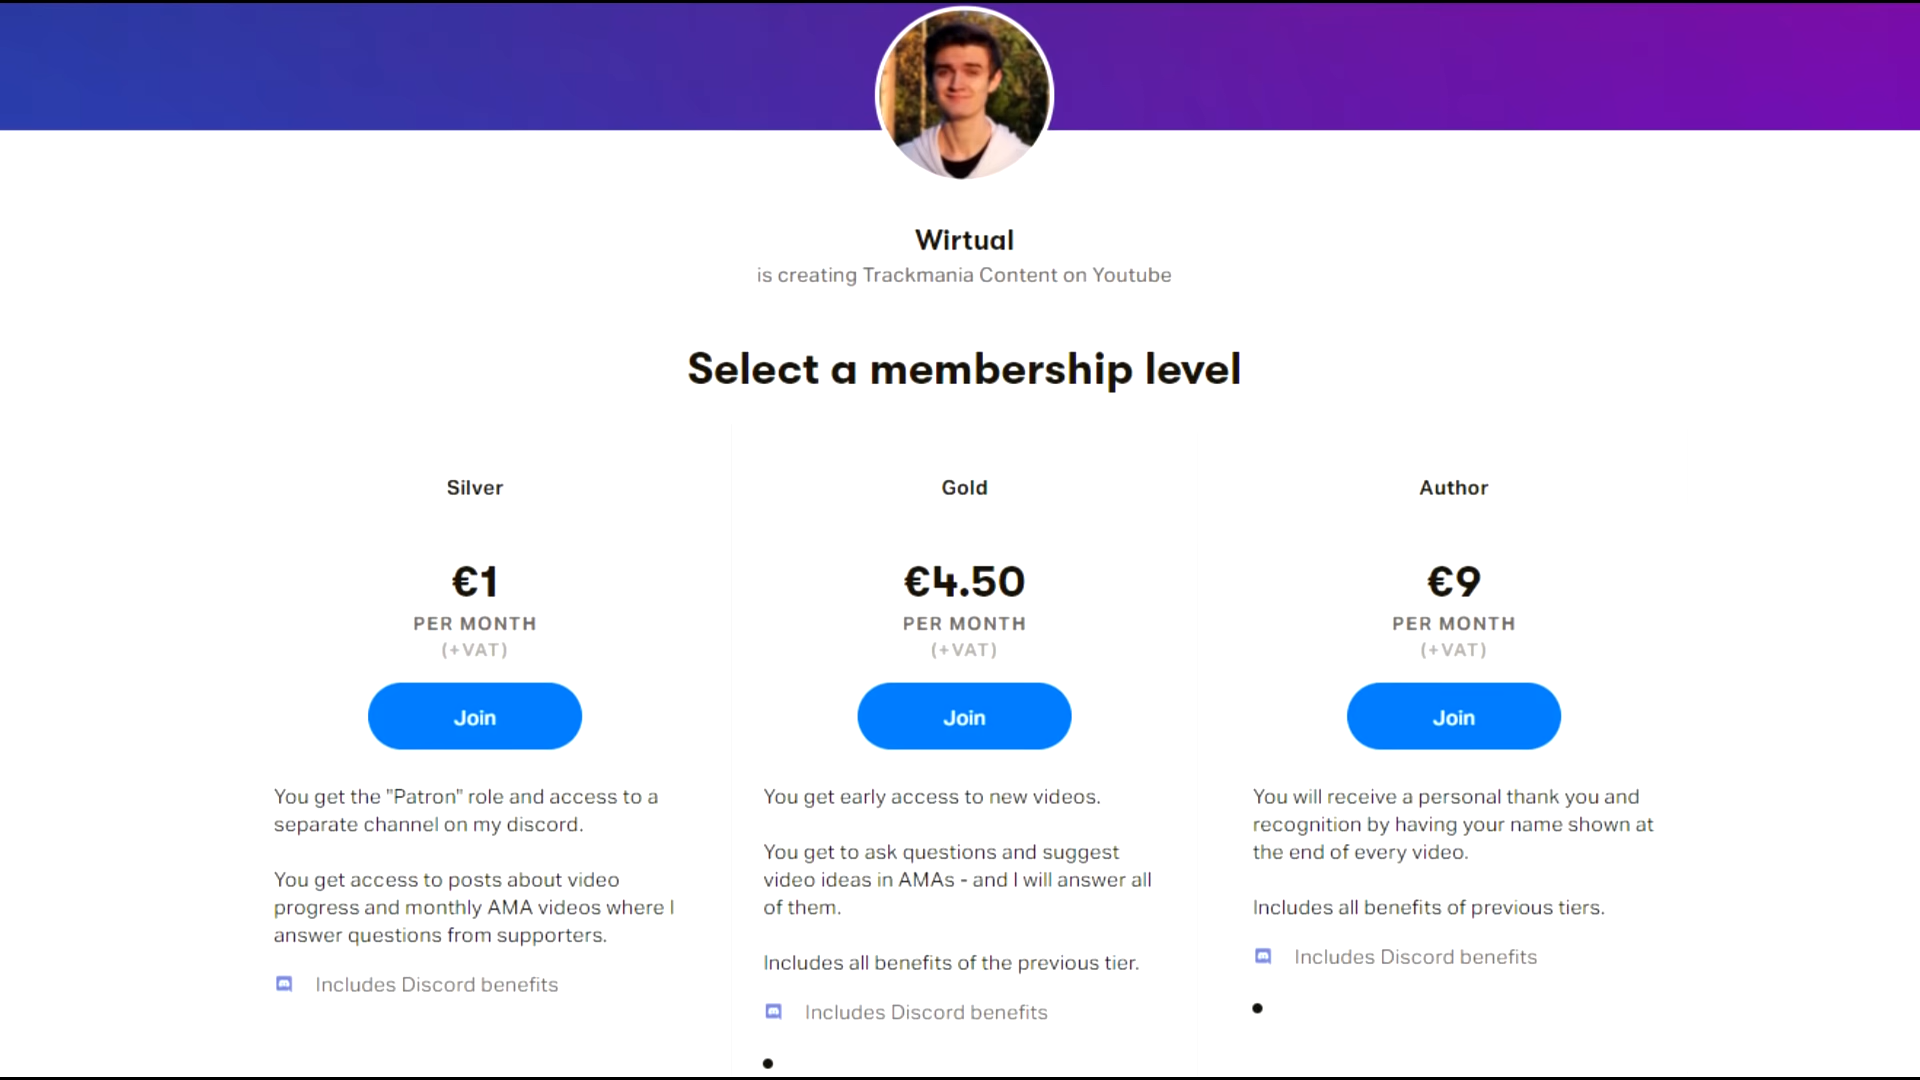 Wirtual
is creating Trackmania Content on Youtube
Select a membership level
Silver
€1
PER MONTH
(+VAT)
Join
You get the "Patron" role and access to a
separate channel on my discord.
You get access to posts about video
progress and monthly AMA videos where I
answer questions from supporters.
Includes Discord benefits
Gold
€4.50
PER MONTH
(+VAT)
Join
You get early access to new videos.
You get to ask questions and suggest
video ideas in AMAs - and I will answer all
of them.
Includes all benefits of the previous tier.
Includes Discord benefits
Author
€9
PER MONTH
(+VAT)
Join
You will receive a personal thank you and
recognition by having your name shown at
the end of every video.
Includes all benefits of previous tiers.
Includes Discord benefits